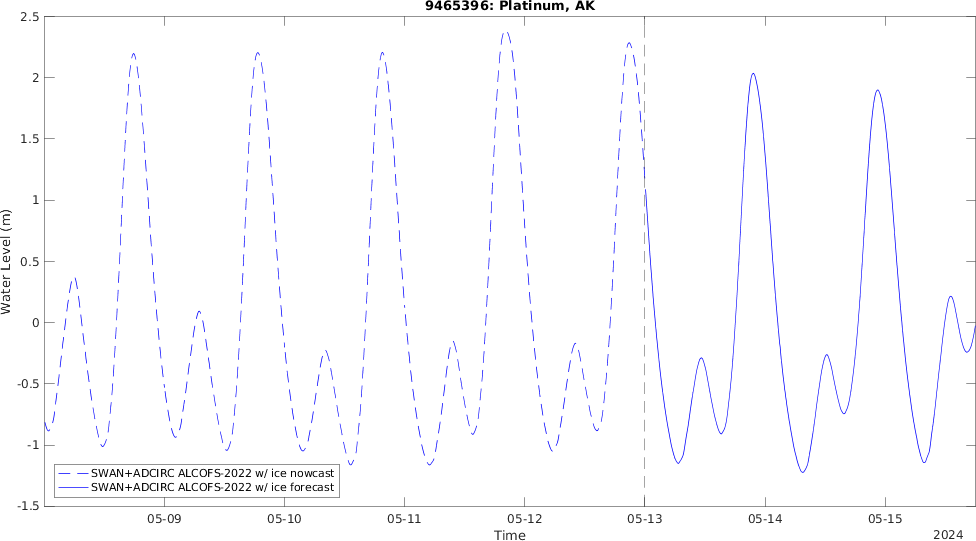 9465396: Platinum, AK
2.5
2
1.5
1
0.5
0
-0.5
-1
-1.5
Water Level (m)
SWAN+ADCIRC ALCOFS-2022 w/ ice nowcast
SWAN+ADCIRC ALCOFS-2022 w/ ice forecast
05-09 05-10 05-11 05-12 05-13 05-14 05-15
Time
2024